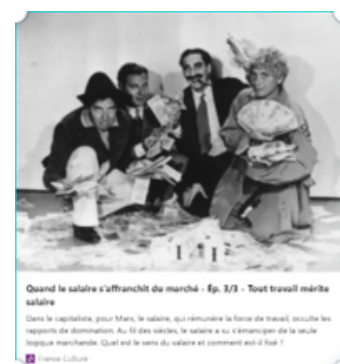 Quand le salaire s'affranchit du marché - Ép. 3/3 - Tout travail mérite
salaire
Dans le capitaliste, pour Marx, le salaire, qui rémunère la force de travail, occulte les
rapports de domination. Au fil des siècles, le salaire a su s'émanciper de la seule
logique marchande. Quel est le sens du salaire et comment est-il fixé ?
France Culture